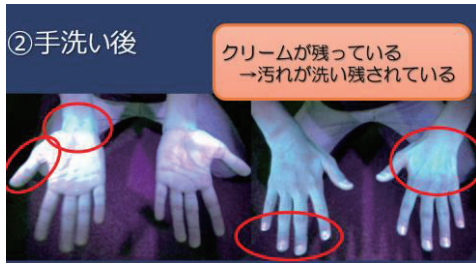 ②手洗い後
クリームが残っている
→汚れが洗い残されている